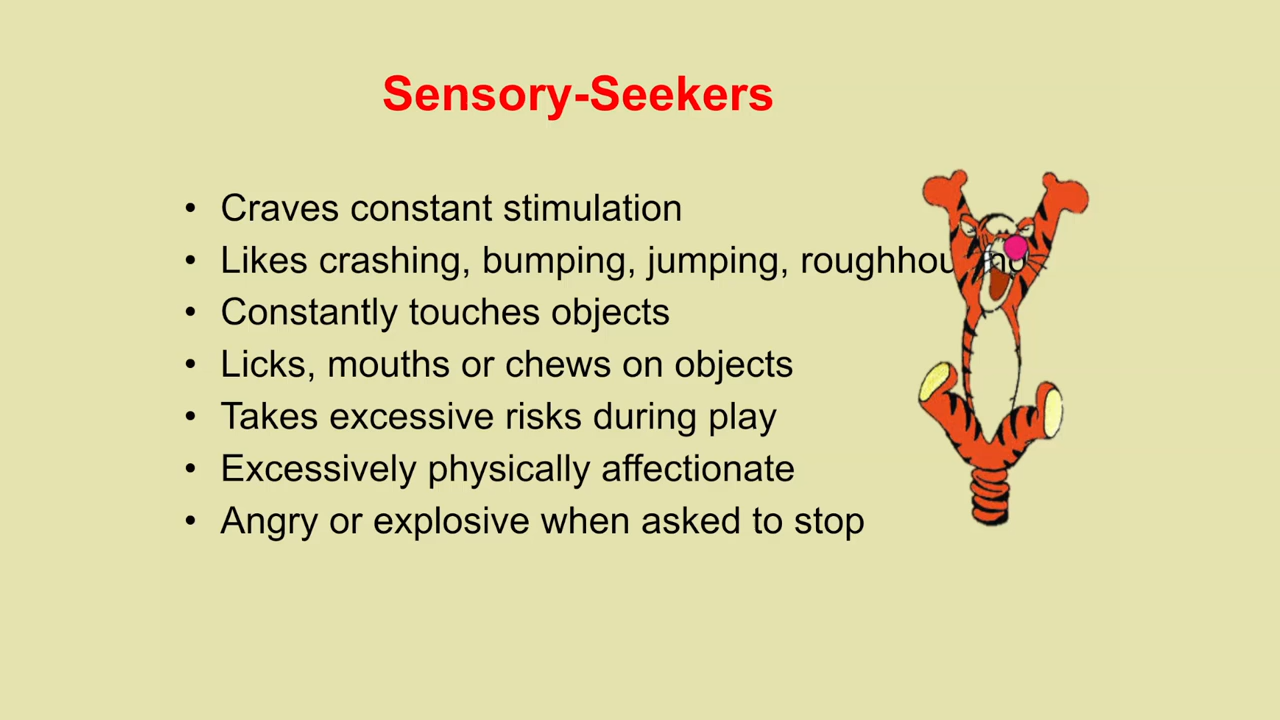 Sensory-Seekers
• Craves constant stimulation
• Likes crashing, bumping, jumping,
• Constantly touches objects
• Licks, mouths or chews on objects
• Takes excessive risks during play
• Excessively physically affectionate
• Angry or explosive when asked to stop